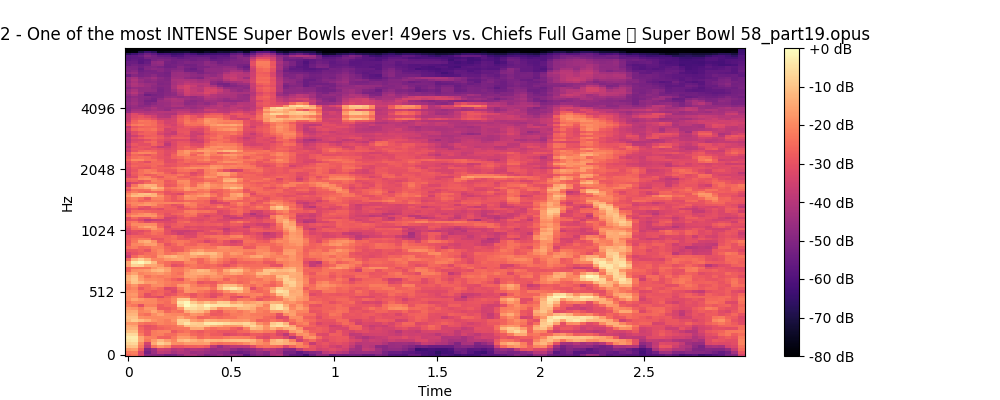 2 - One of the most INTENSE Super Bowls ever! 49ers vs. Chiefs Full Game  Super Bowl 58_part19.opus
+0 dB
-10 dB
-20 dB
-30 dB
-40 dB
-50 dB
-60 dB
-70 dB
-80 dB
4096
2048
1024
512
0
Hz
0
0.5
1
1.5
2
2.5
Time